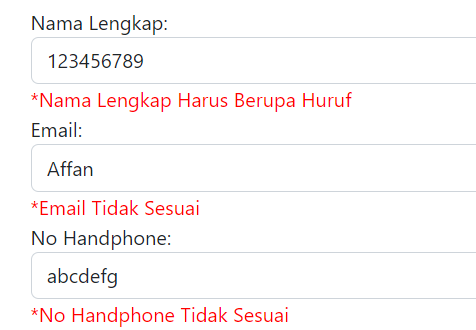 Nama Lengkap:
123456789
*Nama Lengkap Harus Berupa Huruf
Email:
Affan
*Email Tidak Sesuai
No Handphone:
abcdefg
*No Handphone Tidak Sesuai